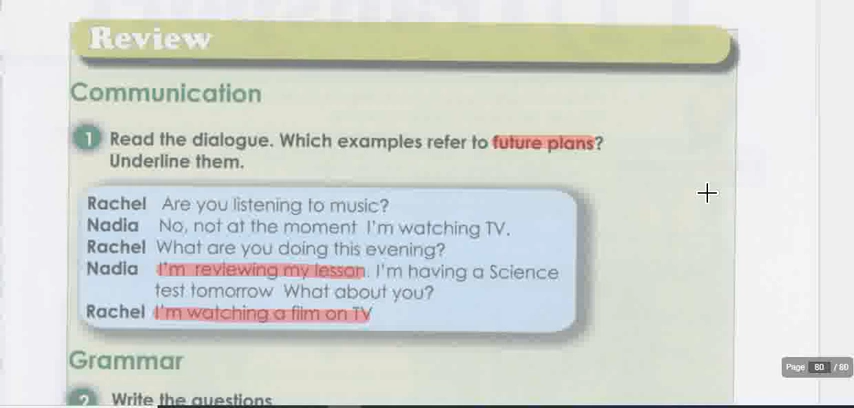 Review
Communication
1 Read the dialogue. Which examples refer to future plans?
Underline them.
Rachel Are you listening to music?
Nadia No, not at the moment I'm watching TV.
Rachel What are you doing this evening?
Nadia I'm reviewing my lesson. I'm having a Science
test tomorrow What about you?
Rachel I'm watching a film on TV
Grammar
2 Write the questions
Page 80 / 80